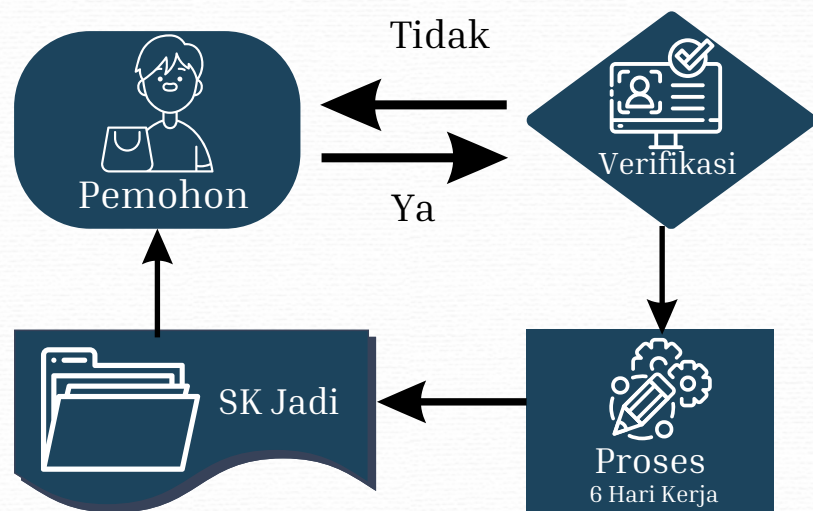 Tidak
Pemohon
Verifikasi
Ya
SK Jadi
Proses
6 Hari Kerja